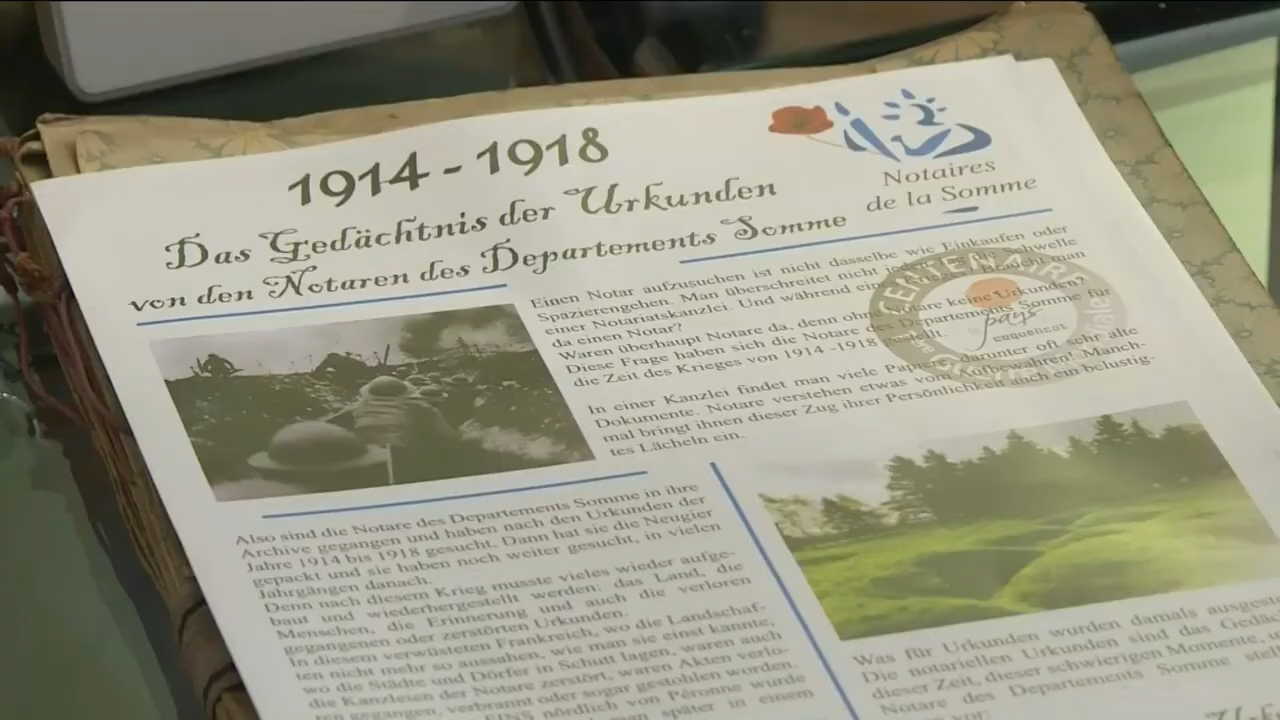 1914 - 1918
Das Gedächtnis der Urkunden
von den Notaren des Departements Somme
Notaires
de la Somme
Einen Notar aufzusuchen ist nicht dasselbe wie Einkaufen oder
Spazierengehen. Man überschreitet nicht Schwelle
einer Notariatskanzlei. Und während man
da einen Notar?
Waren überhaupt Notare da, denn ohne Notare keine Urkunden?
Diese Frage haben sich die Notare des Departements Somme für
die Zeit des Krieges von 1914 -1918 gestellt.
CENTENAIRE
pays
coquelicot
In einer Kanzlei findet man viele darunter oft sehr alte
Dokumente. Notare verstehen etwas vom Aufbewahren! Manch-
mal bringt ihnen dieser Zug ihrer Persönlichkeit auch ein belustig-
tes Lächeln ein.
Also sind die Notare des Departements Somme in ihre
Archive gegangen und haben nach den Urkunden der
Jahre 1914 bis 1918 gesucht. Dann hat sie die Neugier
gepackt und sie haben noch weiter gesucht, in vielen
Jahrgängen danach.
Denn nach diesem Krieg musste vieles wieder aufge-
baut und wiederhergestellt werden: das Land, die
Menschen, die Erinnerung und auch die verloren
gegangenen oder zerstörten Urkunden.
In diesem verwüsteten Frankreich, wo die Landschaf-
ten nicht mehr so aussahen, wie man sie einst kannte,
wo die Städte und Dörfer in Schutt lagen, waren auch
die Kanzleien der Notare zerstört, waren Akten verlo-
ren gegangen, verbrannt oder sogar gestohlen worden.
EINS nördlich von Péronne wurde
man später in einem
Was für Urkunden wurden damals
Die notariellen Urkunden sind das
dieser Zeit, dieser schwierigen Momente,
Notare des Departements Somme
vor: